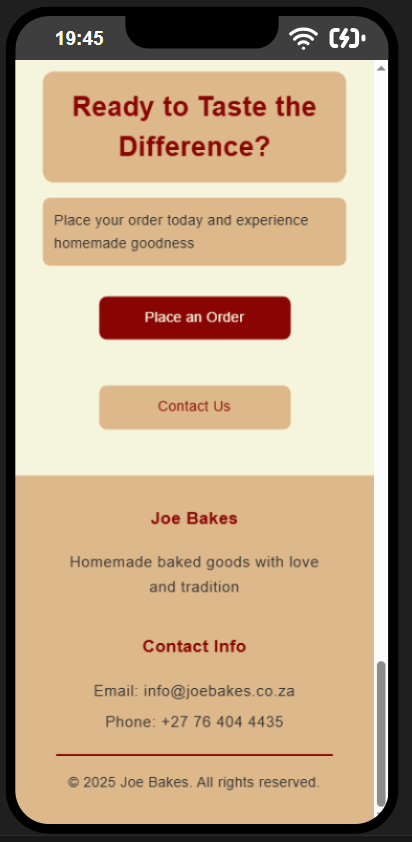 19:45
Ready to Taste the
Difference?
Place your order today and experience
homemade goodness
Place an Order
Contact Us
Joe Bakes
Homemade baked goods with love
and tradition
Contact Info
Email: info@joebakes.co.za
Phone: +27 76 404 4435
© 2025 Joe Bakes. All rights reserved.